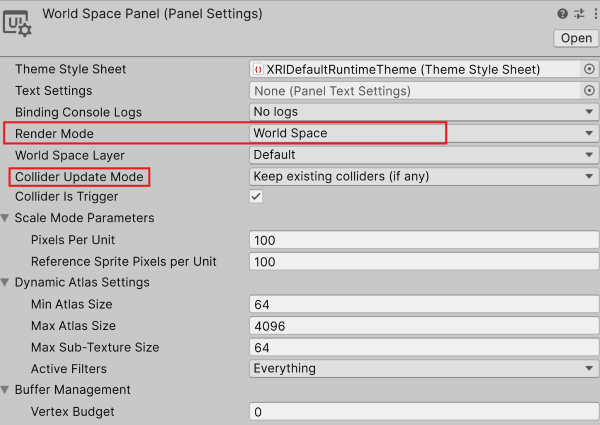 World Space Panel (Panel Settings)
Open
Theme Style Sheet XRIDefaultRuntimeTheme (Theme Style Sheet)
Text Settings None (Panel Text Settings)
Binding Console Logs No logs
Render Mode World Space
World Space Layer Default
Collider Update Mode Keep existing colliders (if any)
Collider Is Trigger
Scale Mode Parameters
Pixels Per Unit 100
Reference Sprite Pixels per Unit 100
Dynamic Atlas Settings
Min Atlas Size 64
Max Atlas Size 4096
Max Sub-Texture Size 64
Active Filters Everything
Buffer Management
Vertex Budget 0